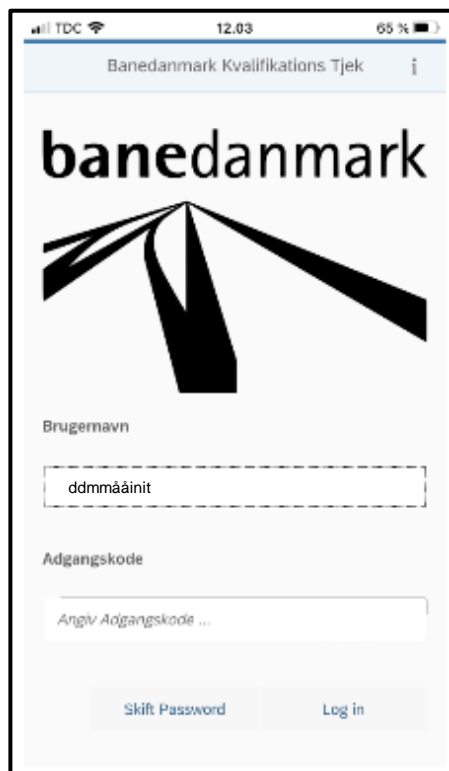 TDC 12.03 65 %
Banedanmark Kvalifikations Tjek i
banedanmark
Brugernavn
ddmmååinit
Adgangskode
Angiv Adgangskode ...
Skift Password Log in